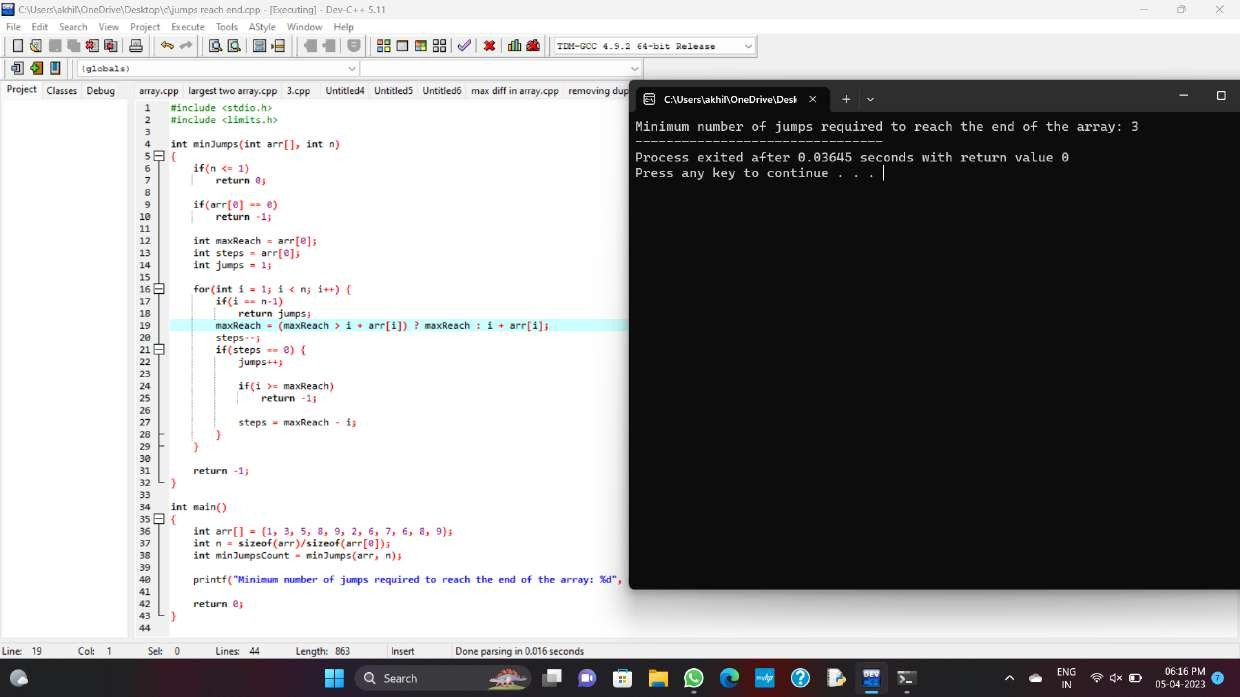 C:\Users\akhil\OneDrive\Desktop\c\jumps reach end.cpp - [Executing] - Dev-C++ 5.11
File Edit Search View Project Execute Tools AStyle Window Help
TDM-GCC 4.9.2 64-bit Release
(globals)
Project Classes Debug
array.cpp largest two array.cpp 3.cpp Untitled4 Untitled5 Untitled6 max diff in array.cpp removing dup
1 #include <stdio.h>
2 #include <limits.h>
3
4 int minJumps(int arr[], int n)
5 {
6 if(n <= 1)
7 return 0;
8
9 if(arr[0] == 0)
10 return -1;
11
12 int maxReach = arr[0];
13 int steps = arr[0];
14 int jumps = 1;
15
16 for(int i = 1; i < n; i++) {
17 if(i == n-1)
18 return jumps;
19 maxReach = (maxReach > i + arr[i]) ? maxReach : i + arr[i];
20 steps--;
21 if(steps == 0) {
22 jumps++;
23
24 if(i >= maxReach)
25 return -1;
26
27 steps = maxReach - i;
28 }
29 }
30
31 return -1;
32 }
33
34 int main()
35 {
36 int arr[] = {1, 3, 5, 8, 9, 2, 6, 7, 6, 8, 9};
37 int n = sizeof(arr)/sizeof(arr[0]);
38 int minJumpsCount = minJumps(arr, n);
39
40 printf("Minimum number of jumps required to reach the end of the array: %d",
41
42 return 0;
43 }
44
C:\Users\akhil\OneDrive\Desk
Minimum number of jumps required to reach the end of the array: 3
--------------------------------
Process exited after 0.03645 seconds with return value 0
Press any key to continue . . .
Line: 19 Col: 1 Sel: 0 Lines: 44 Length: 863 Insert Done parsing in 0.016 seconds
Search
DEV
ENG
IN
06:16 PM
05-04-2023
7